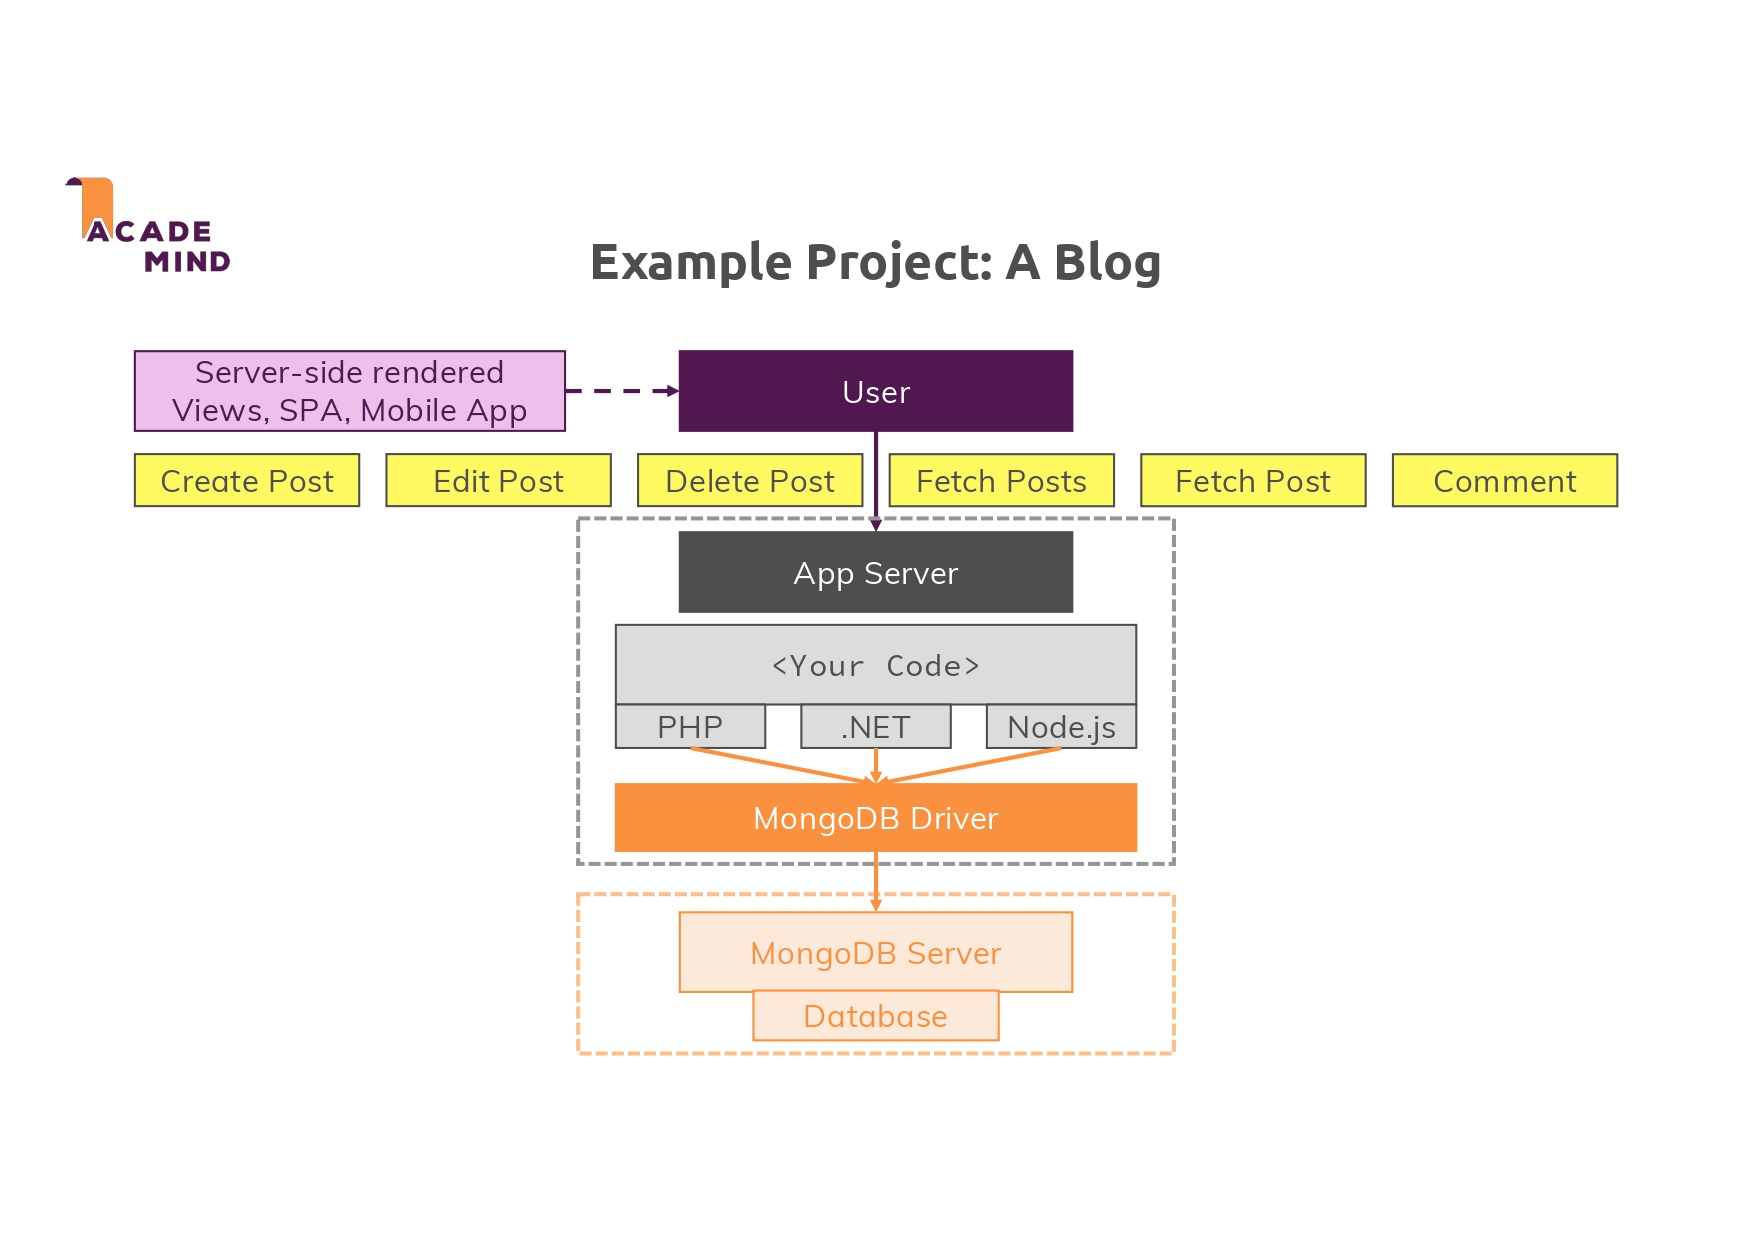 ACADE
MIND
Example Project: A Blog
Server-side rendered
Views, SPA, Mobile App
User
Create Post
Edit Post
Delete Post
Fetch Posts
Fetch Post
Comment
App Server
<Your Code>
PHP
.NET
Node.js
MongoDB Driver
MongoDB Server
Database